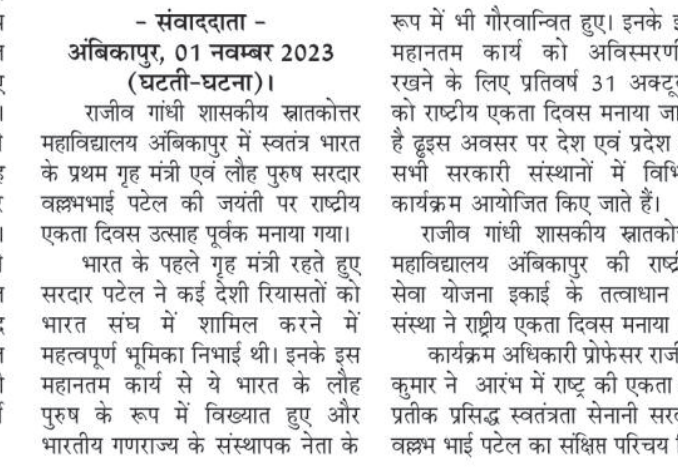 - संवाददाता -
अंबिकापुर, 01 नवम्बर 2023
(घटती-घटना)।
राजीव गांधी शासकीय स्नातकोत्तर
महाविद्यालय अंबिकापुर में स्वतंत्र भारत
के प्रथम गृह मंत्री एवं लौह पुरुष सरदार
वल्लभभाई पटेल की जयंती पर राष्ट्रीय
एकता दिवस उत्साह पूर्वक मनाया गया।
भारत के पहले गृह मंत्री रहते हुए
सरदार पटेल ने कई देशी रियासतों को
भारत संघ में शामिल करने में
महत्वपूर्ण भूमिका निभाई थी। इनके इस
महानतम कार्य से ये भारत के लौह
पुरुष के रूप में विख्यात हुए और
भारतीय गणराज्य के संस्थापक नेता के
रूप में भी गौरवान्वित हुए। इनके
महानतम कार्य को
रखने के लिए प्रतिवर्ष 31
को राष्ट्रीय एकता दिवस मनाया
है ढ्ढइस अवसर पर देश एवं प्रदेश
सभी सरकारी संस्थानों में
कार्यक्रम आयोजित किए जाते हैं।
राजीव गांधी शासकीय
महाविद्यालय अंबिकापुर की
सेवा योजना इकाई के तत्वाधान
संस्था ने राष्ट्रीय एकता दिवस मनाया
कार्यक्रम अधिकारी प्रोफेसर
कुमार ने आरंभ में राष्ट्र की एकता
प्रतीक प्रसिद्ध स्वतंत्रता सेनानी
वल्लभ भाई पटेल का संक्षिप्त परिचय